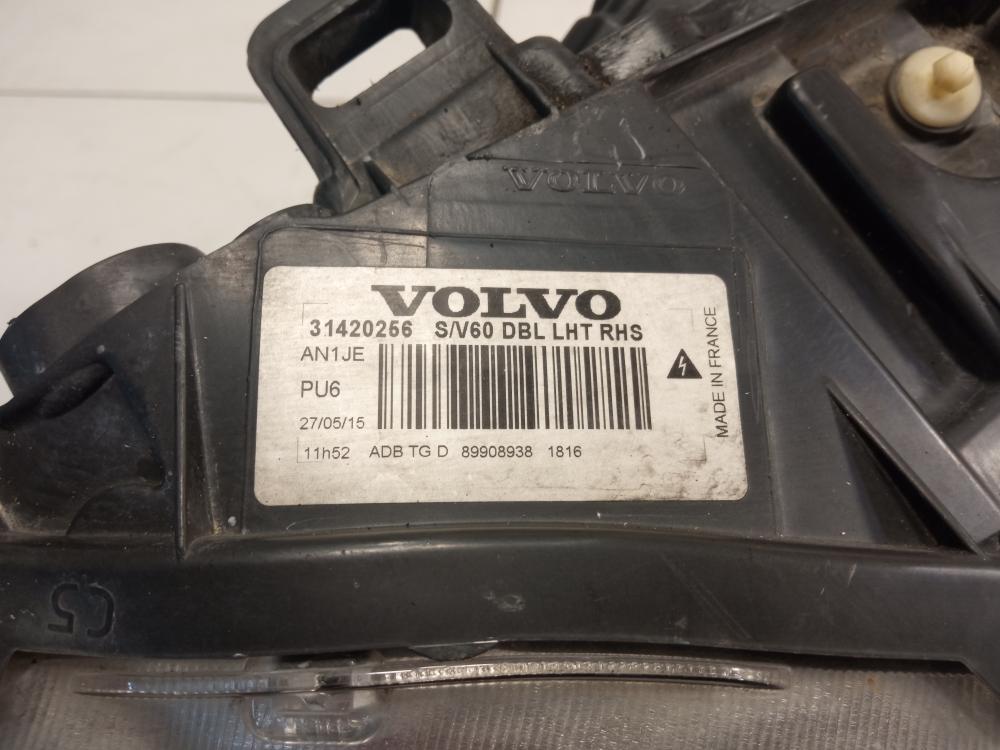 VOLVO
VOLVO
31420256 S/V60 DBL LHT RHS
AN1JE
PU6
27/05/15
11h52 ADB TG D 89908938 1816
MADE IN FRANCE
C5